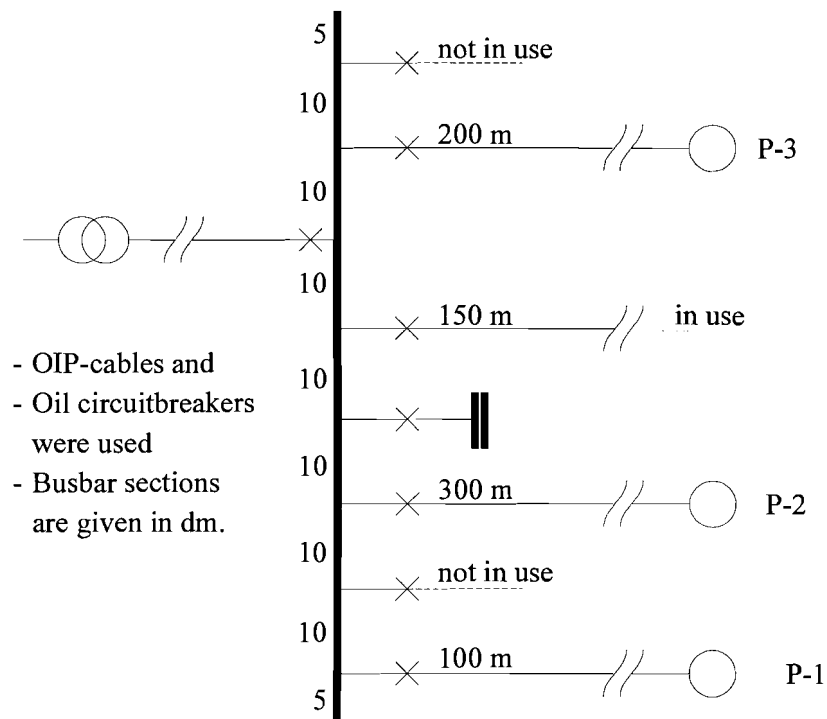 5
not in use
10
200 m
P-3
10
10
150 m
in use
- OIP-cables and
- Oil circuitbreakers
were used
- Busbar sections
are given in dm.
10
10
300 m
P-2
10
not in use
10
100 m
P-1
5